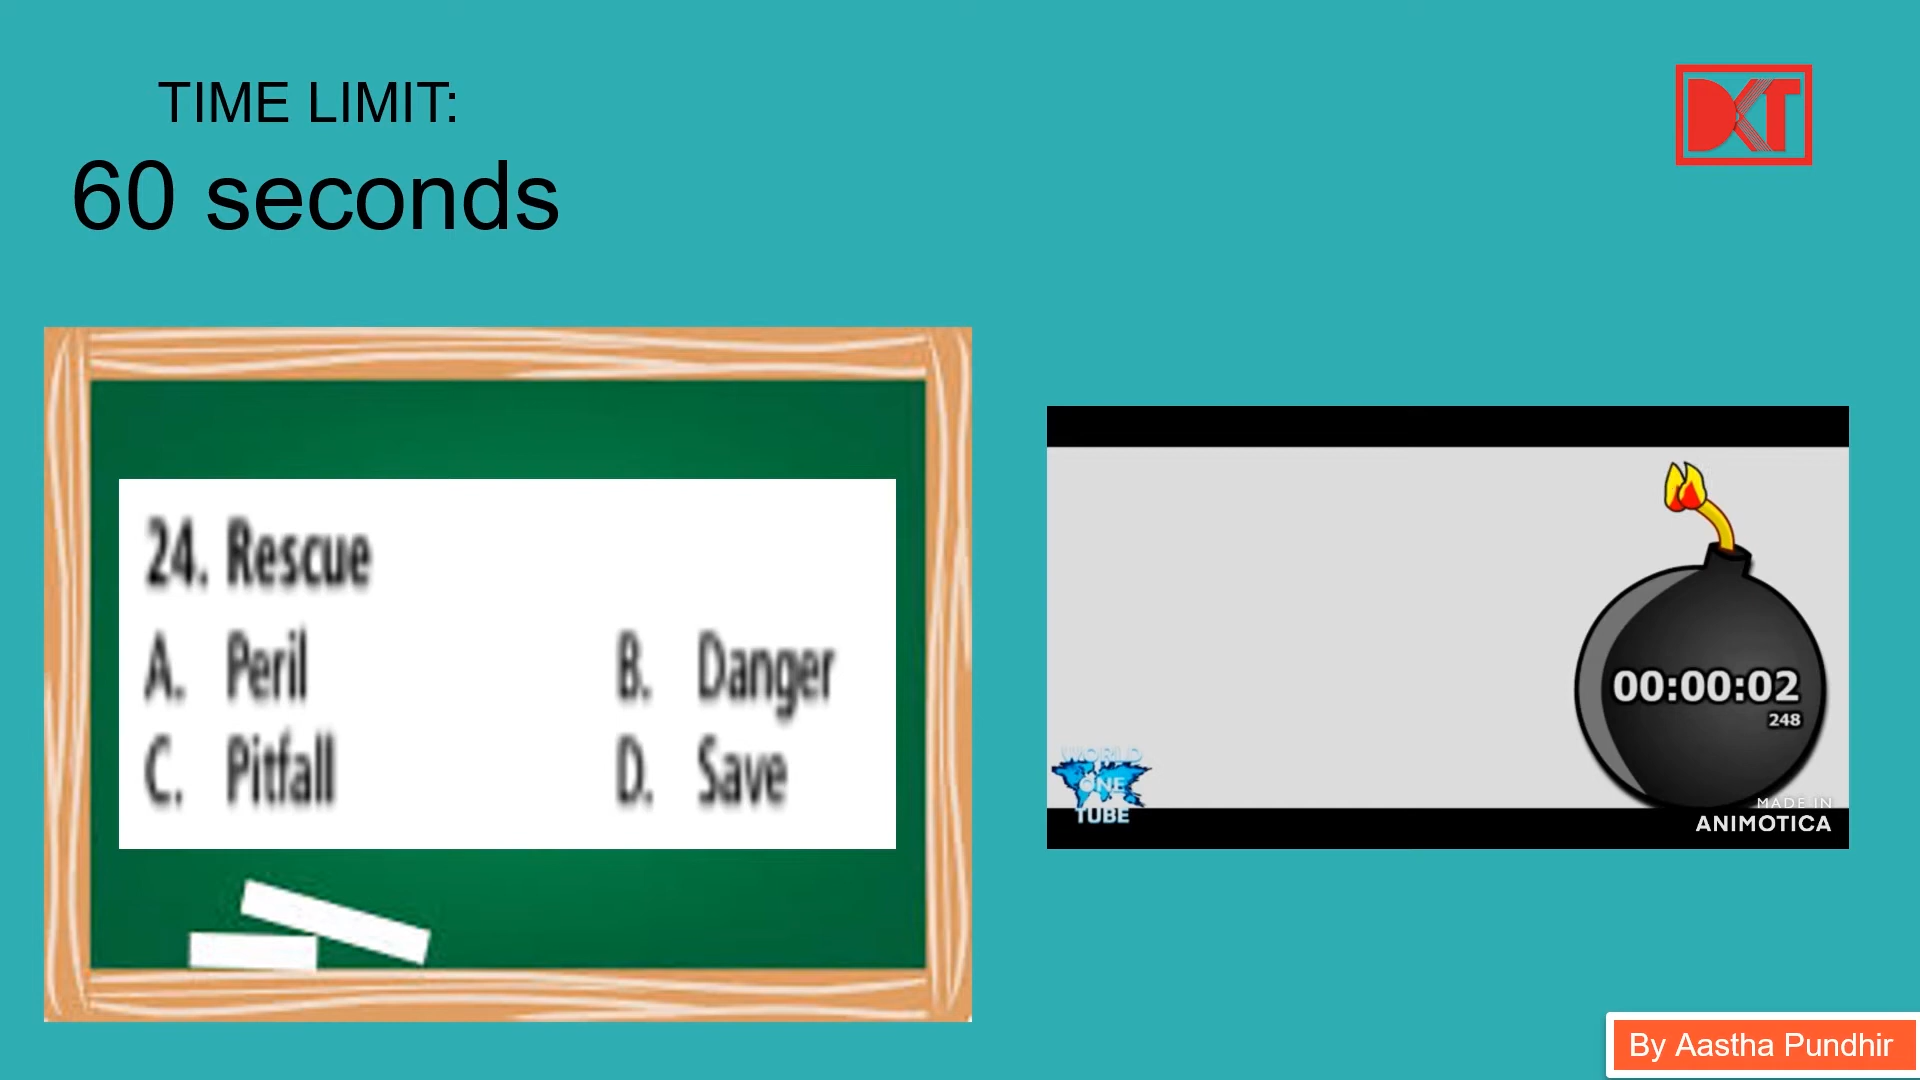 TIME LIMIT:
60 seconds
DKT
24. Rescue
A. Peril B. Danger
C. Pitfall D. Save
00:00:02
248
WORLD
ONE
TUBE
MADE IN
ANIMOTICA
By Aastha Pundhir